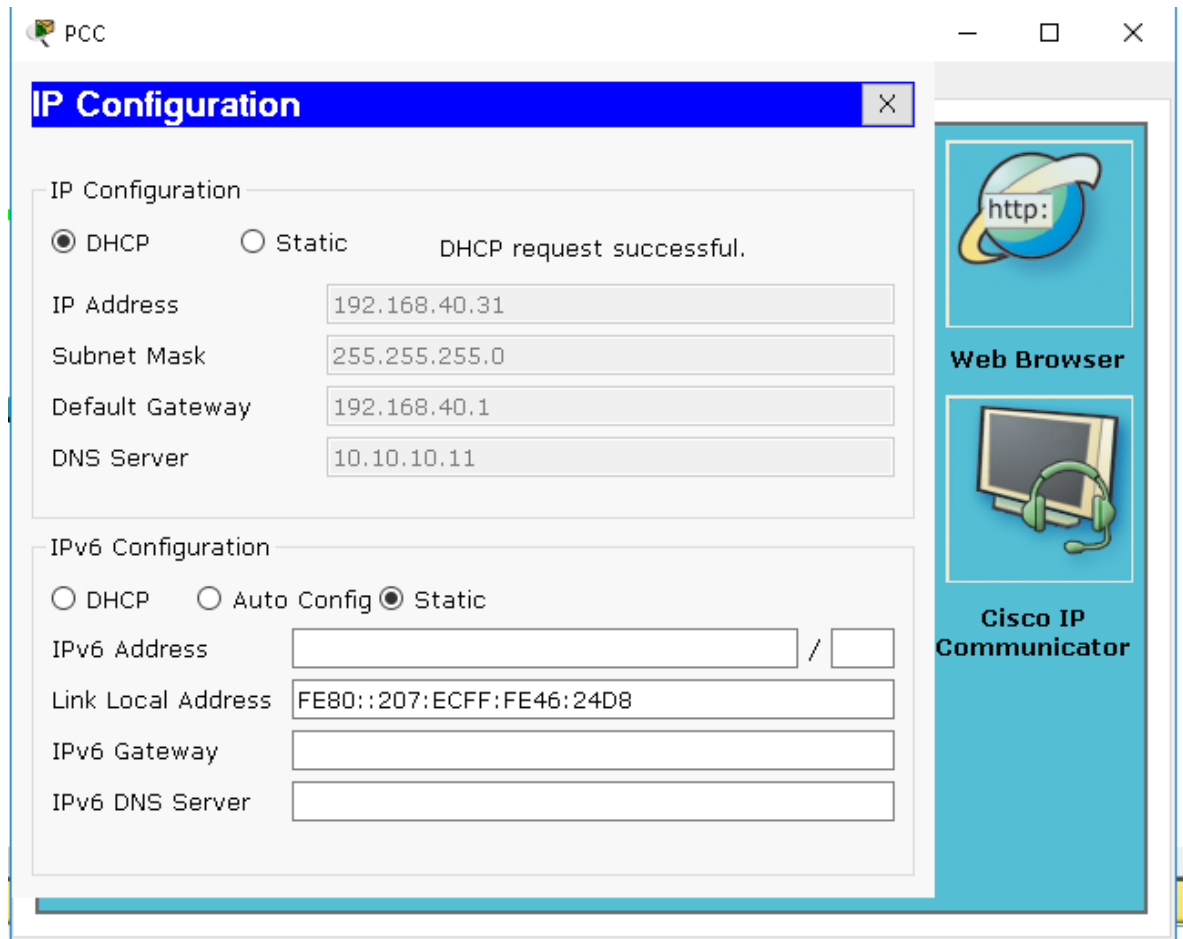 PCC
IP Configuration
X
IP Configuration
DHCP Static DHCP request successful.
IP Address 192.168.40.31
Subnet Mask 255.255.255.0
Default Gateway 192.168.40.1
DNS Server 10.10.10.11
IPv6 Configuration
DHCP Auto Config Static
IPv6 Address /
Link Local Address FE80::207:ECFF:FE46:24D8
IPv6 Gateway
IPv6 DNS Server
http:
Web Browser
Cisco IP
Communicator